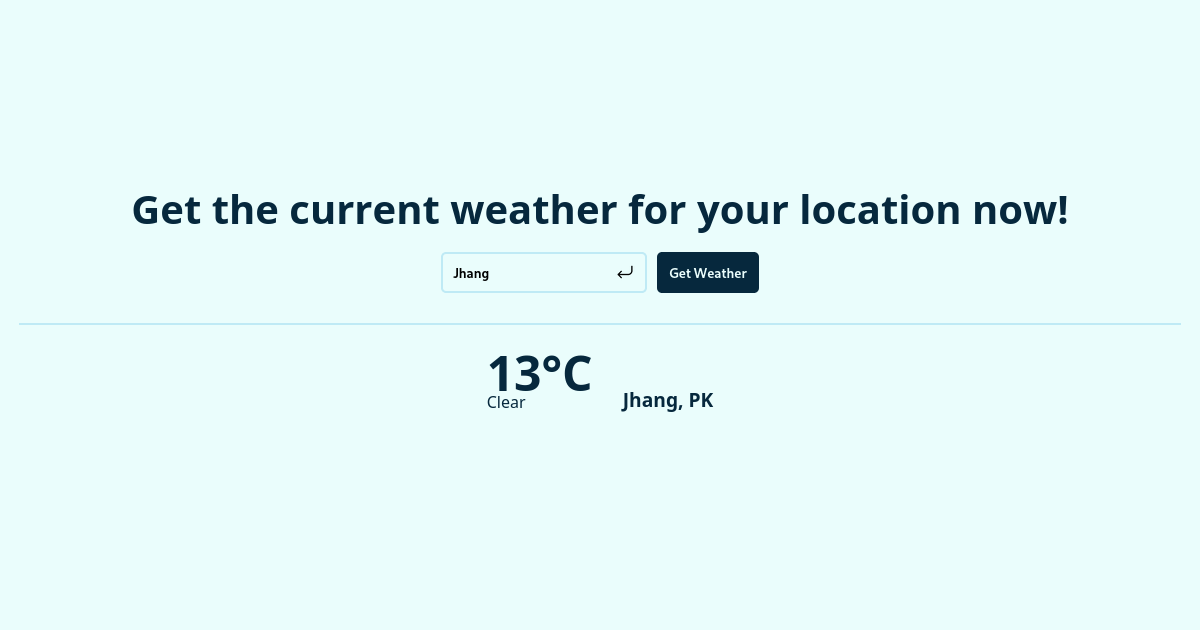 Get the current weather for your location now!
Jhang
Get Weather
13°C
Clear
Jhang, PK